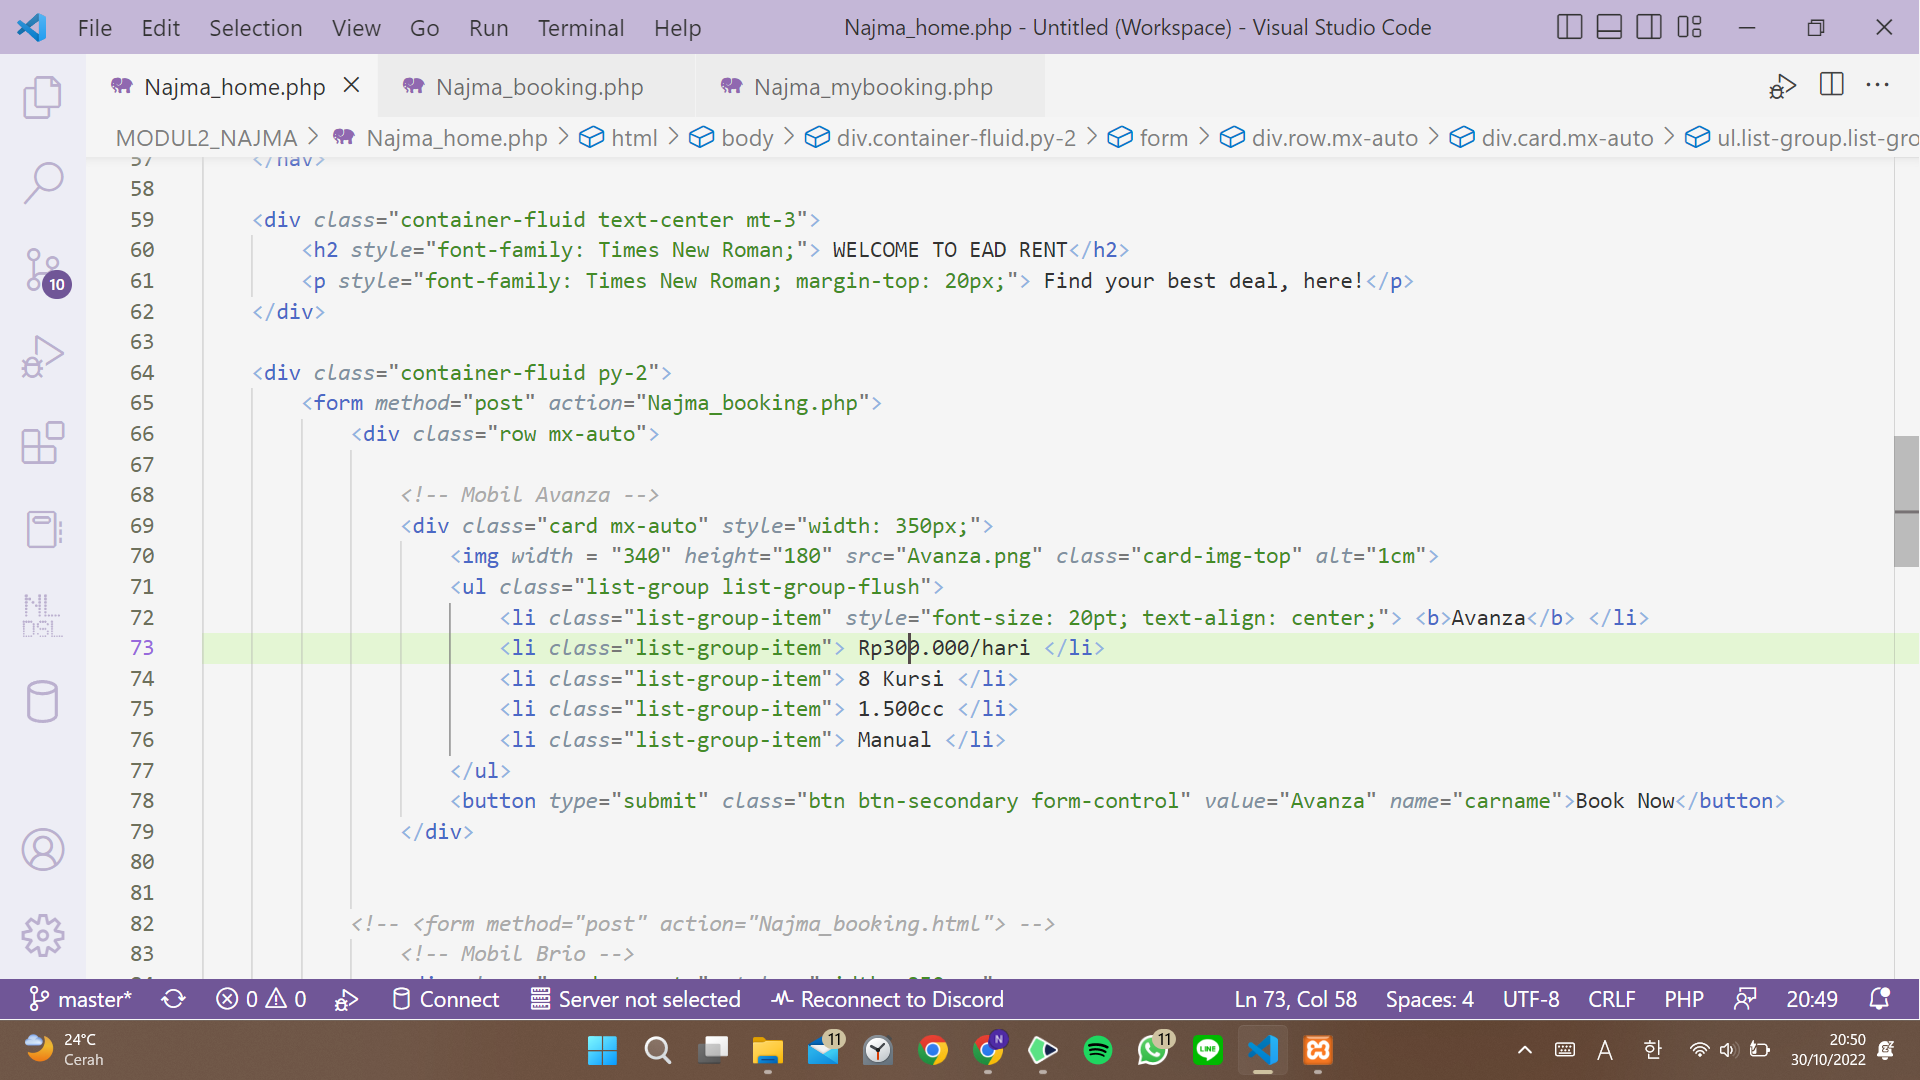 File Edit Selection View Go Run Terminal Help Najma_home.php - Untitled (Workspace) - Visual Studio Code
Najma_home.php Najma_booking.php Najma_mybooking.php
MODUL2_NAJMA > Najma_home.php > html > body > div.container-fluid.py-2 > form > div.row.mx-auto > div.card.mx-auto > ul.list-group.list-gro
57 </nav>
58
59 <div class="container-fluid text-center mt-3">
60 <h2 style="font-family: Times New Roman;"> WELCOME TO EAD RENT</h2>
61 <p style="font-family: Times New Roman; margin-top: 20px;"> Find your best deal, here!</p>
62 </div>
63
64 <div class="container-fluid py-2">
65 <form method="post" action="Najma_booking.php">
66 <div class="row mx-auto">
67
68 <!-- Mobil Avanza -->
69 <div class="card mx-auto" style="width: 350px;">
70 <img width = "340" height="180" src="Avanza.png" class="card-img-top" alt="1cm">
71 <ul class="list-group list-group-flush">
72 <li class="list-group-item" style="font-size: 20pt; text-align: center;"> <b>Avanza</b> </li>
73 <li class="list-group-item"> Rp300.000/hari </li>
74 <li class="list-group-item"> 8 Kursi </li>
75 <li class="list-group-item"> 1.500cc </li>
76 <li class="list-group-item"> Manual </li>
77 </ul>
78 <button type="submit" class="btn btn-secondary form-control" value="Avanza" name="carname">Book Now</button>
79 </div>
80
81
82 <!-- <form method="post" action="Najma_booking.html"> -->
83 <!-- Mobil Brio -->
10
NL
DSL
master* 0 0 Connect Server not selected Reconnect to Discord Ln 73, Col 58 Spaces: 4 UTF-8 CRLF PHP 20:49
24°C
Cerah
11
N
11
LINE
A 한
20:50
30/10/2022